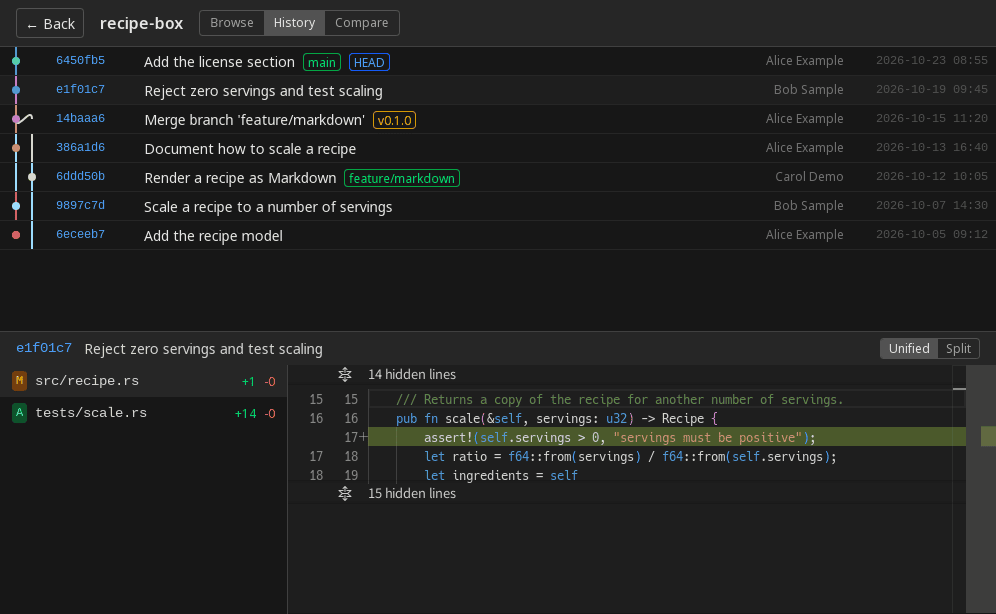 ← Back recipe-box Browse History Compare
6450fb5 Add the license section main HEAD Alice Example 2026-10-23 08:55
e1f01c7 Reject zero servings and test scaling Bob Sample 2026-10-19 09:45
14baaa6 Merge branch 'feature/markdown' v0.1.0 Alice Example 2026-10-15 11:20
386a1d6 Document how to scale a recipe Alice Example 2026-10-13 16:40
6ddd50b Render a recipe as Markdown feature/markdown Carol Demo 2026-10-12 10:05
9897c7d Scale a recipe to a number of servings Bob Sample 2026-10-07 14:30
6eceeb7 Add the recipe model Alice Example 2026-10-05 09:12
e1f01c7 Reject zero servings and test scaling Unified Split
M src/recipe.rs +1 -0
A tests/scale.rs +14 -0
14 hidden lines
15 15 /// Returns a copy of the recipe for another number of servings.
16 16 pub fn scale(&self, servings: u32) -> Recipe {
17+ assert!(self.servings > 0, "servings must be positive");
17 18 let ratio = f64::from(servings) / f64::from(self.servings);
18 19 let ingredients = self
15 hidden lines